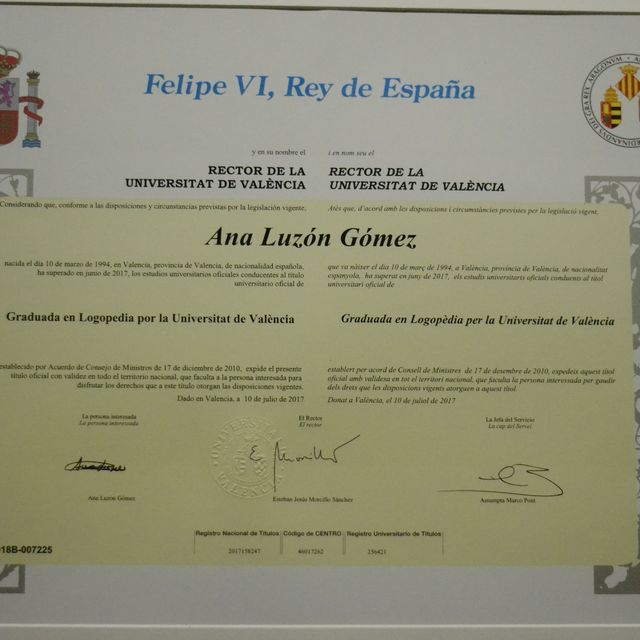 Felipe VI, Rey de España
y en su nombre el
i en nom seu el
RECTOR DE LA
UNIVERSITAT DE VALÈNCIA
RECTOR DE LA
UNIVERSITAT DE VALÈNCIA
Considerando que, conforme a las disposiciones y circunstancias previstas por la legislación vigente,
Atès que, d'acord amb les disposicions i circumstàncies previstes per la legislació vigent,
Ana Luzón Gómez
nacida el día 10 de marzo de 1994, en Valencia, provincia de Valencia, de nacionalidad española,
ha superado en junio de 2017, los estudios universitarios oficiales conducentes al título
universitario oficial de
que va nàixer el dia 10 de març de 1994, a València, província de València, de nacionalitat
espanyola, ha superat en juny de 2017, els estudis universitaris oficials conduents al títol
universitari oficial de
Graduada en Logopedia por la Universitat de València
Graduada en Logopèdia per la Universitat de València
establecido por Acuerdo de Consejo de Ministros de 17 de diciembre de 2010, expide el presente
título oficial con validez en todo el territorio nacional, que faculta a la persona interesada para
disfrutar los derechos que a este título otorgan las disposiciones vigentes.
establert per acord de Consell de Ministres de 17 de desembre de 2010, expedeix aquest títol
oficial amb validesa en tot el territori nacional, que faculta la persona interessada per gaudir
dels drets que les disposicions vigents atorguen a aquest títol.
Dado en Valencia, a 10 de julio de 2017
Donat a València, el 10 de juliol de 2017
La persona interesada
La persona interessada
El Rector
El rector
La Jefa del Servicio
La cap del Servei
Ana Luzón Gómez
Esteban Jesús Morcillo Sánchez
Assumpta Marco Pont
Registro Nacional de Títulos
Código de CENTRO
Registro Universitario de Títulos
2017158247
46017262
256421
18B-007225